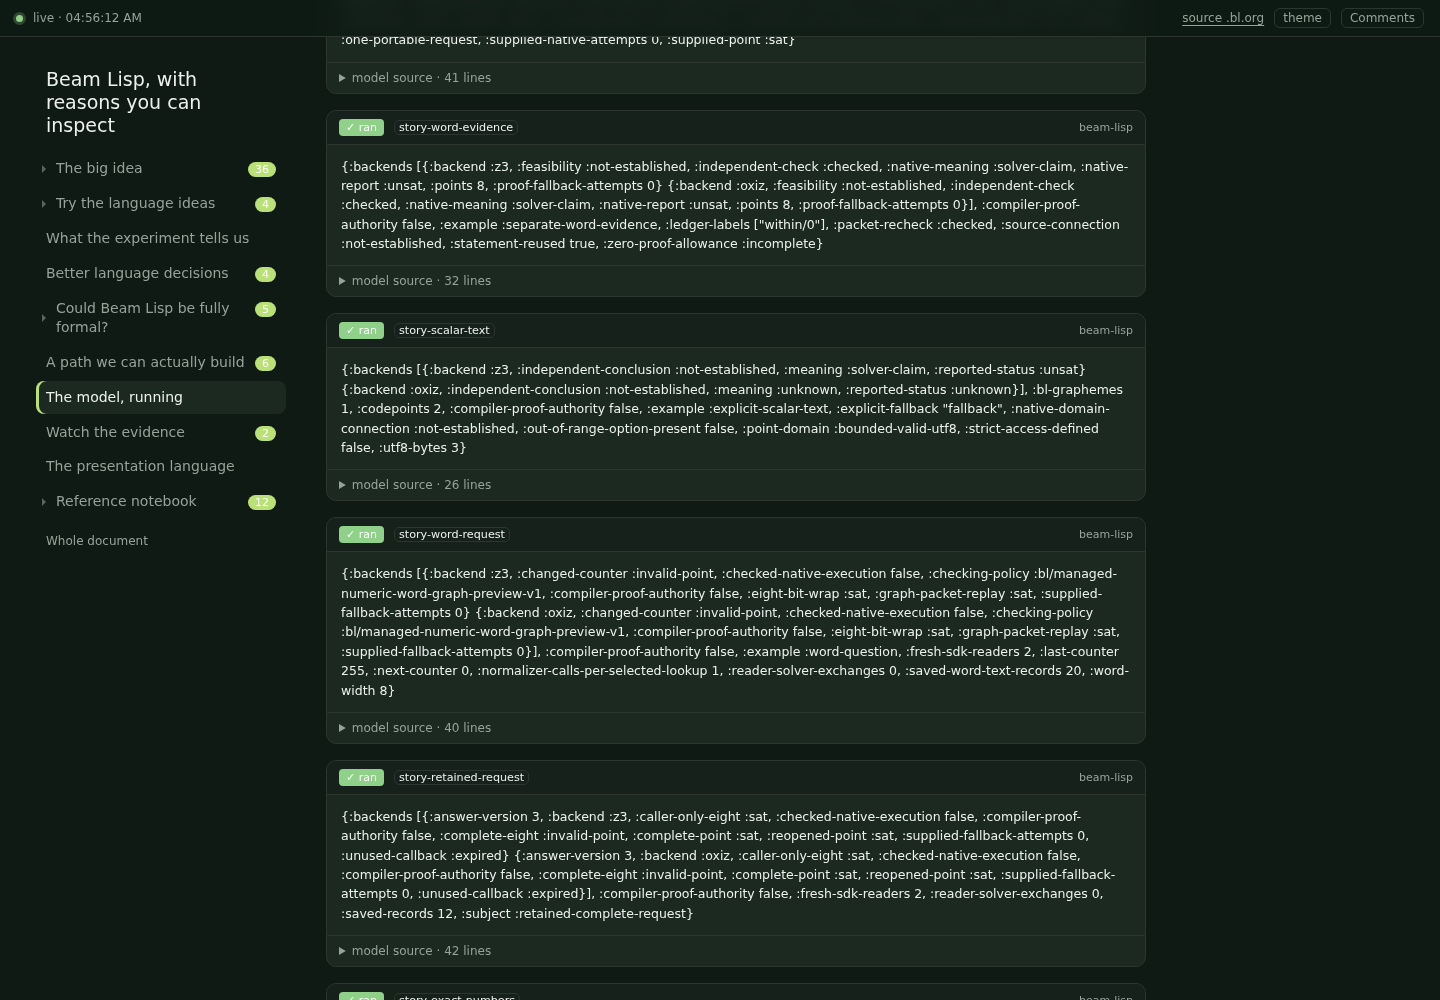 live · 04:56:12 AM
source .bl.org
theme
Comments
Beam Lisp, with
reasons you can
inspect
The big idea
36
Try the language ideas
4
What the experiment tells us
Better language decisions
4
Could Beam Lisp be fully
formal?
5
A path we can actually build
6
The model, running
Watch the evidence
2
The presentation language
Reference notebook
12
Whole document
:one-portable-request, :supplied-native-attempts 0, :supplied-point :sat}
model source · 41 lines
✓ ran
story-word-evidence
beam-lisp
{:backends [{:backend :z3, :feasibility :not-established, :independent-check :checked, :native-meaning :solver-claim, :native-
report :unsat, :points 8, :proof-fallback-attempts 0} {:backend :oxiz, :feasibility :not-established, :independent-check
:checked, :native-meaning :solver-claim, :native-report :unsat, :points 8, :proof-fallback-attempts 0}], :compiler-proof-
authority false, :example :separate-word-evidence, :ledger-labels ["within/0"], :packet-recheck :checked, :source-connection
:not-established, :statement-reused true, :zero-proof-allowance :incomplete}
model source · 32 lines
✓ ran
story-scalar-text
beam-lisp
{:backends [{:backend :z3, :independent-conclusion :not-established, :meaning :solver-claim, :reported-status :unsat}
{:backend :oxiz, :independent-conclusion :not-established, :meaning :unknown, :reported-status :unknown}], :bl-graphemes
1, :codepoints 2, :compiler-proof-authority false, :example :explicit-scalar-text, :explicit-fallback "fallback", :native-domain-
connection :not-established, :out-of-range-option-present false, :point-domain :bounded-valid-utf8, :strict-access-defined
false, :utf8-bytes 3}
model source · 26 lines
✓ ran
story-word-request
beam-lisp
{:backends [{:backend :z3, :changed-counter :invalid-point, :checked-native-execution false, :checking-policy :bl/managed-
numeric-word-graph-preview-v1, :compiler-proof-authority false, :eight-bit-wrap :sat, :graph-packet-replay :sat, :supplied-
fallback-attempts 0} {:backend :oxiz, :changed-counter :invalid-point, :checked-native-execution false, :checking-policy
:bl/managed-numeric-word-graph-preview-v1, :compiler-proof-authority false, :eight-bit-wrap :sat, :graph-packet-replay :sat,
:supplied-fallback-attempts 0}], :compiler-proof-authority false, :example :word-question, :fresh-sdk-readers 2, :last-counter
255, :next-counter 0, :normalizer-calls-per-selected-lookup 1, :reader-solver-exchanges 0, :saved-word-text-records 20, :word-
width 8}
model source · 40 lines
✓ ran
story-retained-request
beam-lisp
{:backends [{:answer-version 3, :backend :z3, :caller-only-eight :sat, :checked-native-execution false, :compiler-proof-
authority false, :complete-eight :invalid-point, :complete-point :sat, :reopened-point :sat, :supplied-fallback-attempts 0,
:unused-callback :expired} {:answer-version 3, :backend :oxiz, :caller-only-eight :sat, :checked-native-execution false,
:compiler-proof-authority false, :complete-eight :invalid-point, :complete-point :sat, :reopened-point :sat, :supplied-fallback-
attempts 0, :unused-callback :expired}], :compiler-proof-authority false, :fresh-sdk-readers 2, :reader-solver-exchanges 0,
:saved-records 12, :subject :retained-complete-request}
model source · 42 lines
✓ ran
story-exact-numbers
beam-lisp